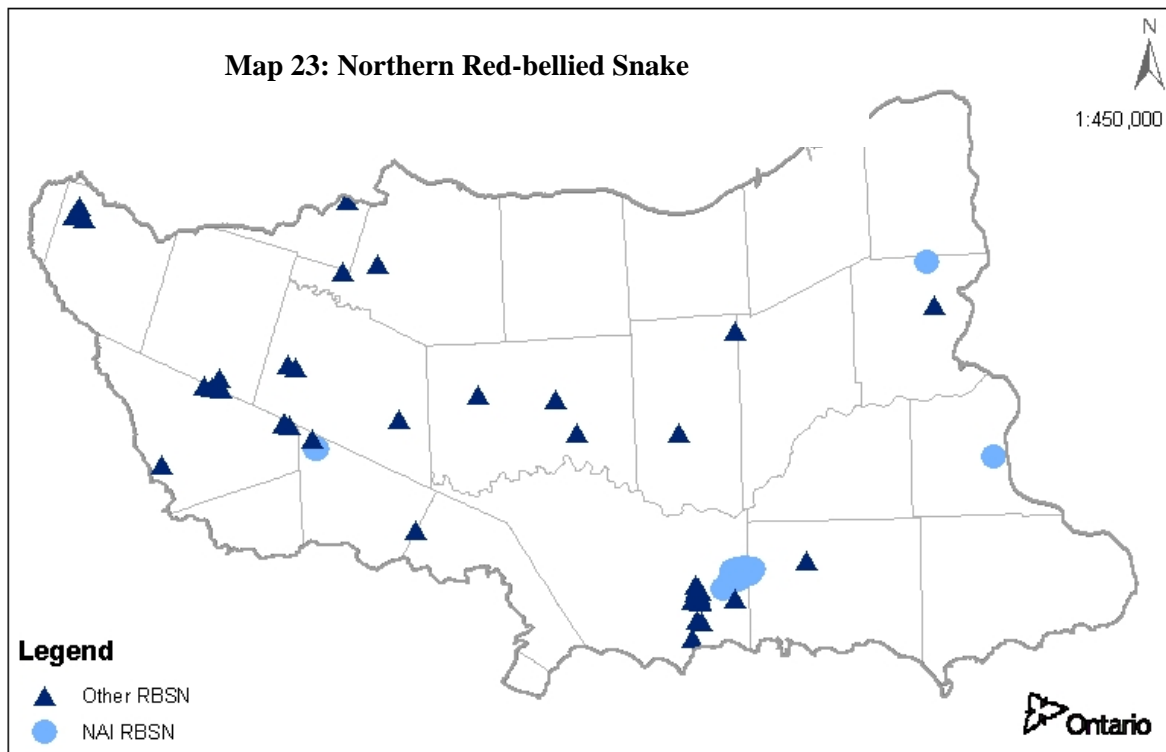 N
Map 23: Northern Red-bellied Snake
1:450,000
Legend
Other RBSN
NAI RBSN
Ontario